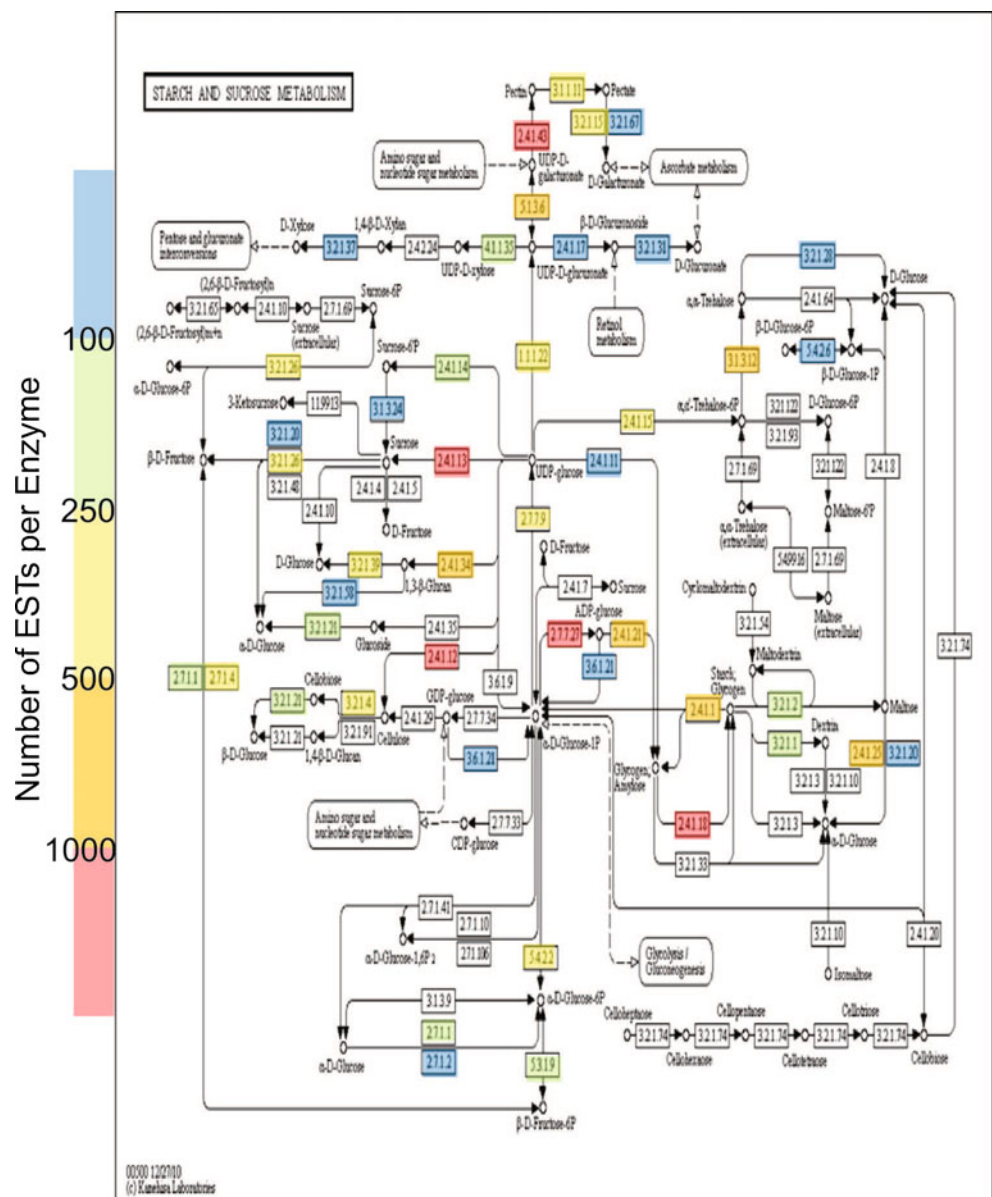 STARCH AND SUCROSE METABOLISM
Pectin
3.1.1.11
Pectate
2.4.1.43
3.2.1.15
3.2.1.67
Amino sugar and
nucleotide sugar metabolism
UDP-D-
galacturonate
D-Galacturonate
Ascorbate metabolism
5.1.3.6
D-Xylose
1,4-β-D-Xylan
β-D-Glucuronoside
Pentose and glucuronate
interconversions
3.2.1.37
2.4.2.24
4.1.1.35
2.4.1.17
3.2.1.31
UDP-D-xylose
UDP-D-glucuronate
D-Glucuronate
3.2.1.28
D-Glucose
(2,6-β-D-Fructosyl)n
Sucrose-6P
3.2.1.65
2.4.1.10
2.7.1.69
(2,6-β-D-Fructosyl)m+n
Sucrose
(extracellular)
Retinol
metabolism
α,α-Trehalose
2.4.1.64
β-D-Glucose-6P
5.4.2.6
β-D-Glucose-1P
100
Sucrose-6'P
1.1.1.22
3.1.3.12
α-D-Glucose-6P
3.2.1.26
2.4.1.14
3-Ketosucrose
1.1.99.13
3.1.3.24
2.4.1.15
α,α'-Trehalose-6P
3.2.1.122
3.2.1.93
D-Glucose-6P
3.2.1.20
Sucrose
β-D-Fructose
3.2.1.26
2.4.1.13
UDP-glucose
2.4.1.11
2.7.1.69
3.2.1.122
2.4.1.8
3.2.1.48
2.4.1.10
2.4.1.4
2.4.1.5
Number of ESTs per Enzyme
250
D-Fructose
2.7.7.9
α,α-Trehalose
(extracellular)
Maltose-6'P
D-Glucose
3.2.1.39
2.4.1.34
D-Fructose
5.4.99.16
2.7.1.69
1,3-β-Glucan
3.2.1.58
2.4.1.7
Sucrose
Cyclomaltodextrin
Maltose
(extracellular)
ADP-glucose
α-D-Glucose
3.2.1.21
Glucoside
2.4.1.35
2.7.7.27
2.4.1.21
3.2.1.54
3.2.1.74
2.4.1.12
3.6.1.21
Maltodextrin
500
2.7.1.1
2.7.1.4
Cellobiose
3.6.1.9
Starch;
Glycogen
3.2.1.21
3.2.1.4
GDP-glucose
2.4.1.1
3.2.1.2
Maltose
2.4.1.29
2.7.7.34
α-D-Glucose-1P
Dextrin
3.2.1.21
3.2.1.91
Cellulose
3.2.1.1
β-D-Glucose
1,4-β-D-Glucan
3.6.1.21
2.4.1.25
3.2.1.20
Glycogen;
Amylose
3.2.1.3
3.2.1.10
Amino sugar and
nucleotide sugar metabolism
2.7.7.33
CDP-glucose
2.4.1.18
3.2.1.3
α-D-Glucose
1000
3.2.1.33
2.7.1.41
2.7.1.10
2.7.1.106
α-D-Glucose-1,6P2
3.2.1.10
2.4.1.20
5.4.2.2
Glycolysis /
Gluconeogenesis
Isomaltose
3.1.3.9
α-D-Glucose-6P
Celloheptaose
Cellopentaose
Cellotriose
2.7.1.1
3.2.1.74
3.2.1.74
3.2.1.74
3.2.1.74
α-D-Glucose
2.7.1.2
5.3.1.9
Cellohexaose
Cellotetraose
Cellobiose
β-D-Fructose-6P
00500 12/27/10
(c) Kanehisa Laboratories